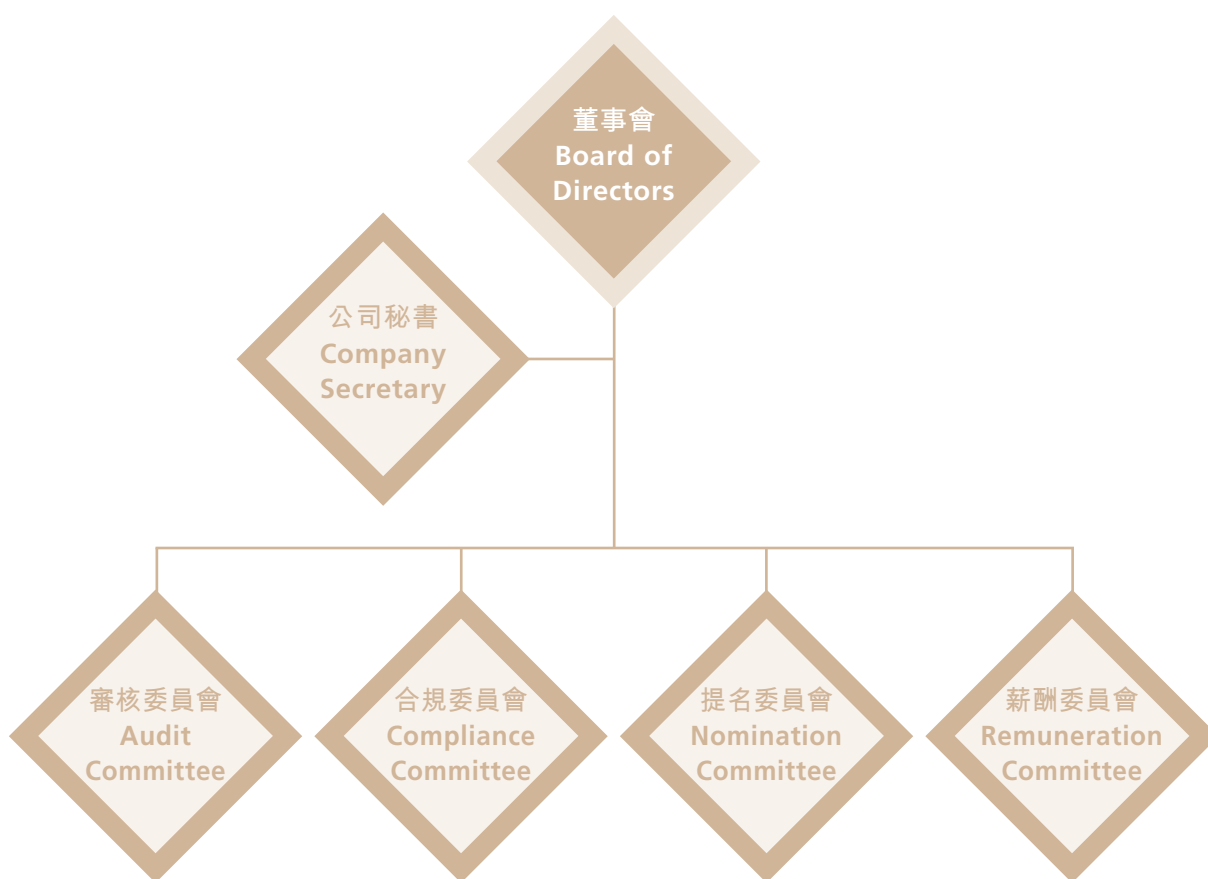 董事會
Board of
Directors
公司秘書
Company
Secretary
審核委員會
Audit
Committee
合規委員會
Compliance
Committee
提名委員會
Nomination
Committee
薪酬委員會
Remuneration
Committee